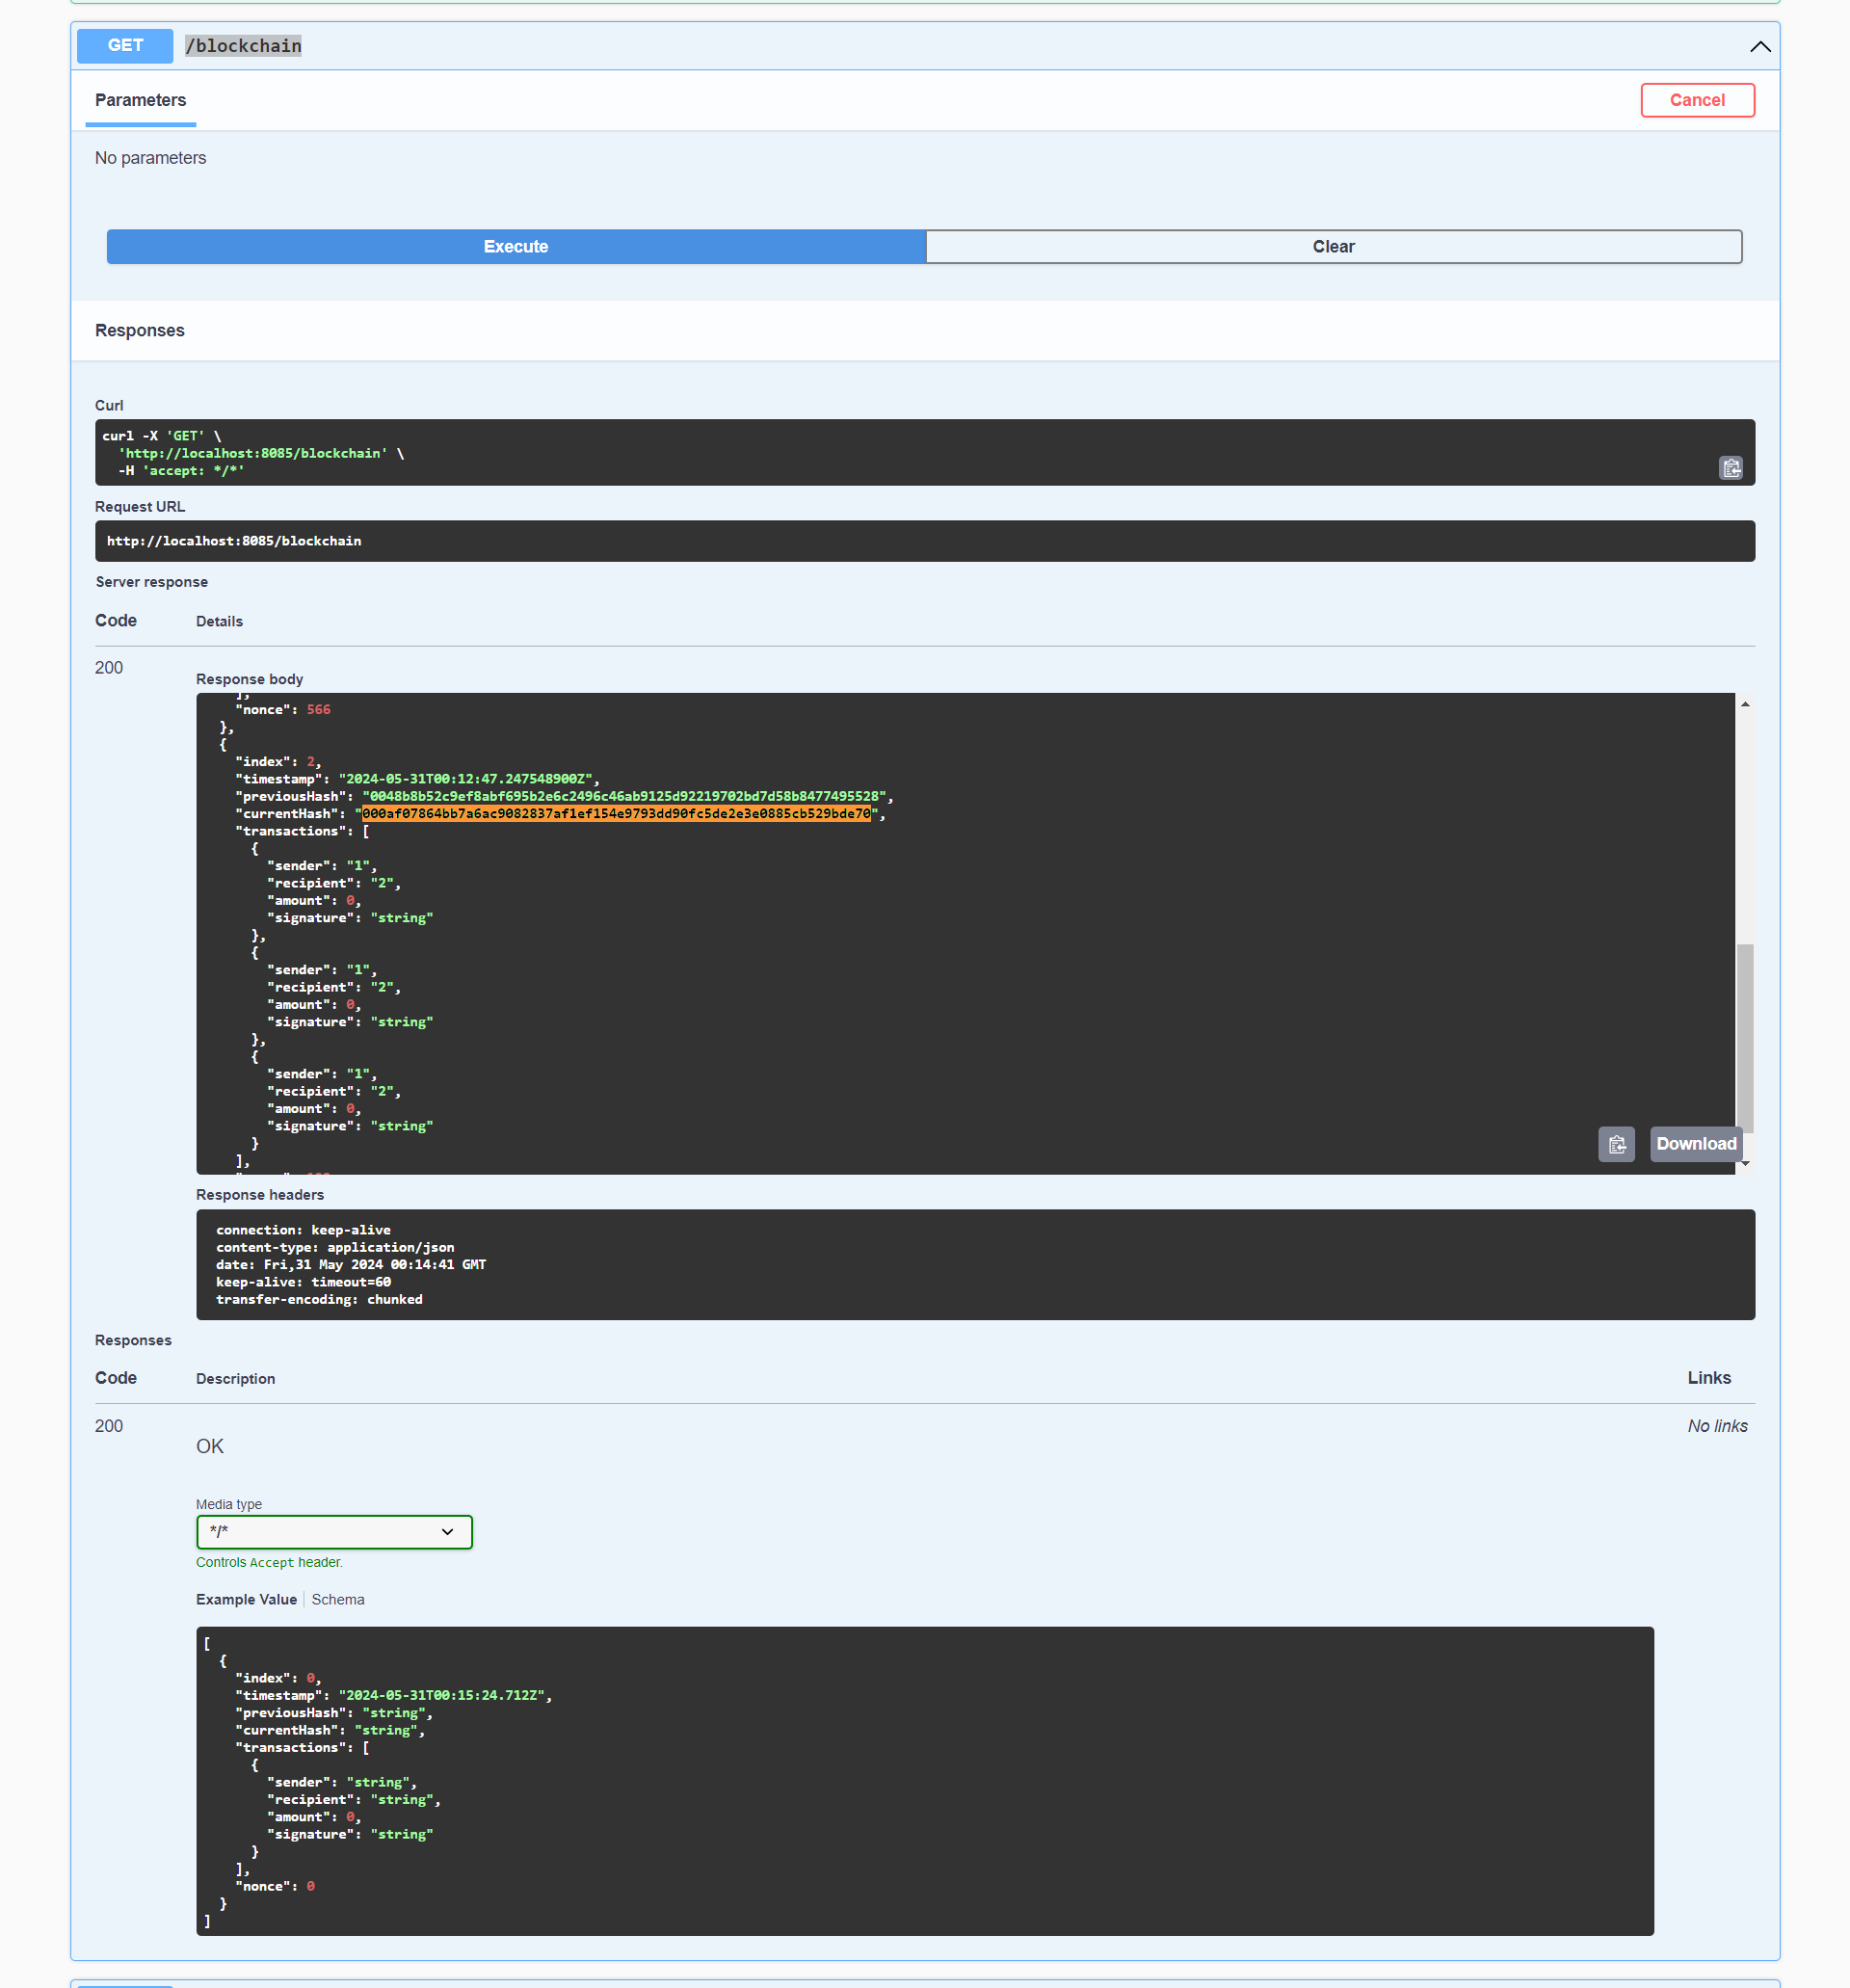 GET /blockchain
Parameters
Cancel
No parameters
Execute
Clear
Responses
Curl
curl -X 'GET' \
  'http://localhost:8085/blockchain' \
  -H 'accept: */*'
Request URL
http://localhost:8085/blockchain
Server response
Code Details
200
Response body
    ],
    "nonce": 566
  },
  {
    "index": 2,
    "timestamp": "2024-05-31T00:12:47.247548900Z",
    "previousHash": "0048b8b52c9ef8abf695b2e6c2496c46ab9125d92219702bd7d58b8477495528",
    "currentHash": "000af07864bb7a6ac9082837af1ef154e9793dd90fc5de2e3e0885cb529bde70",
    "transactions": [
      {
        "sender": "1",
        "recipient": "2",
        "amount": 0,
        "signature": "string"
      },
      {
        "sender": "1",
        "recipient": "2",
        "amount": 0,
        "signature": "string"
      },
      {
        "sender": "1",
        "recipient": "2",
        "amount": 0,
        "signature": "string"
      }
    ],
Download
Response headers
connection: keep-alive
content-type: application/json
date: Fri,31 May 2024 00:14:41 GMT
keep-alive: timeout=60
transfer-encoding: chunked
Responses
Code Description Links
200
OK
No links
Media type
*/*
Controls Accept header.
Example Value Schema
[
  {
    "index": 0,
    "timestamp": "2024-05-31T00:15:24.712Z",
    "previousHash": "string",
    "currentHash": "string",
    "transactions": [
      {
        "sender": "string",
        "recipient": "string",
        "amount": 0,
        "signature": "string"
      }
    ],
    "nonce": 0
  }
]